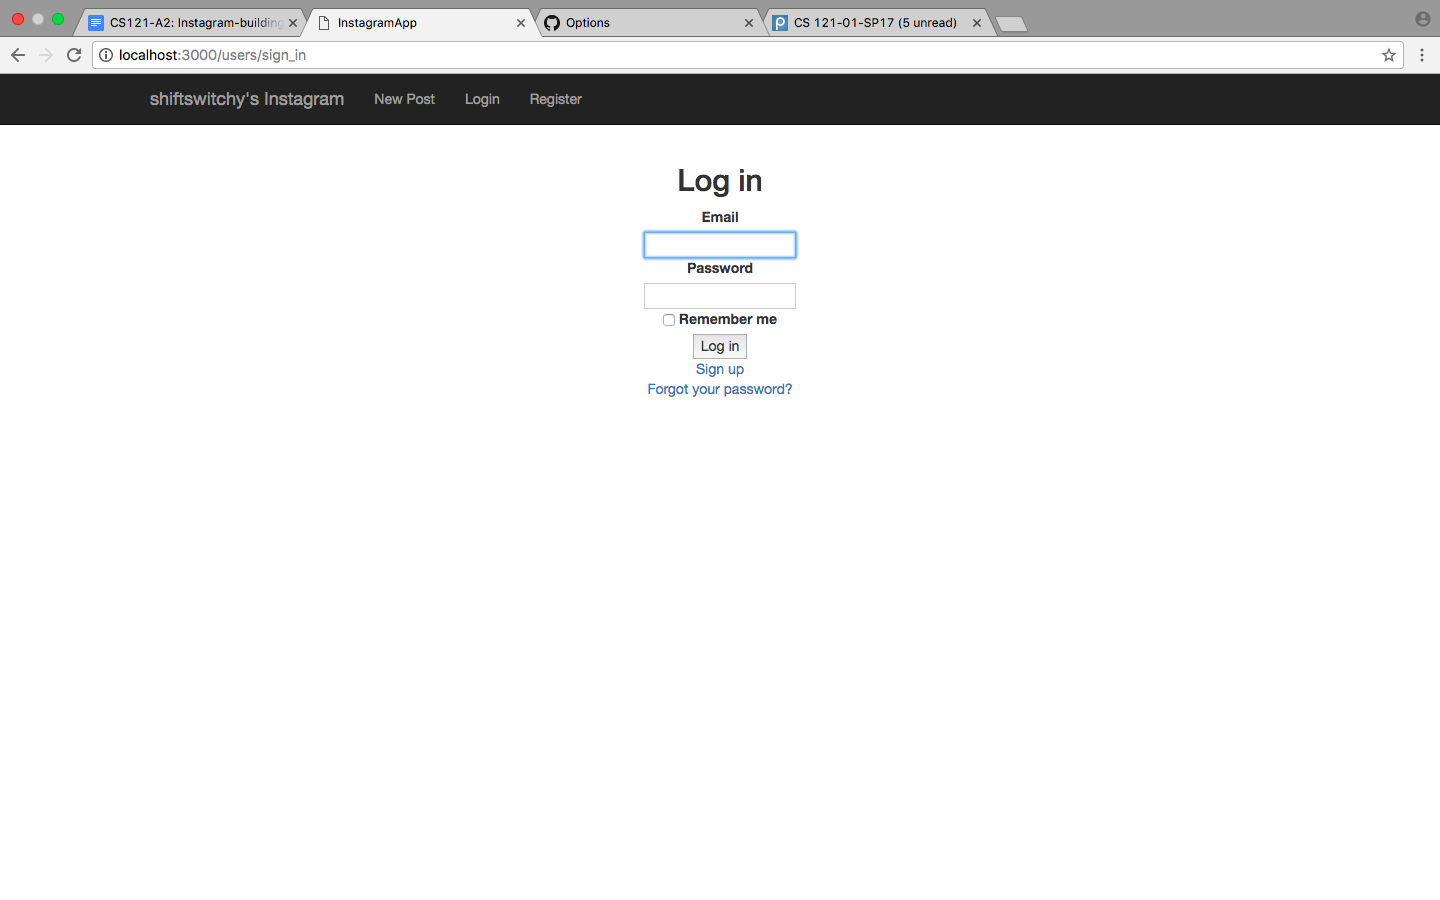 CS121-A2: Instagram-building
InstagramApp
Options
CS 121-01-SP17 (5 unread)
localhost:3000/users/sign_in
shiftswitchy's Instagram New Post Login Register
Log in
Email
Password
Remember me
Log in
Sign up
Forgot your password?